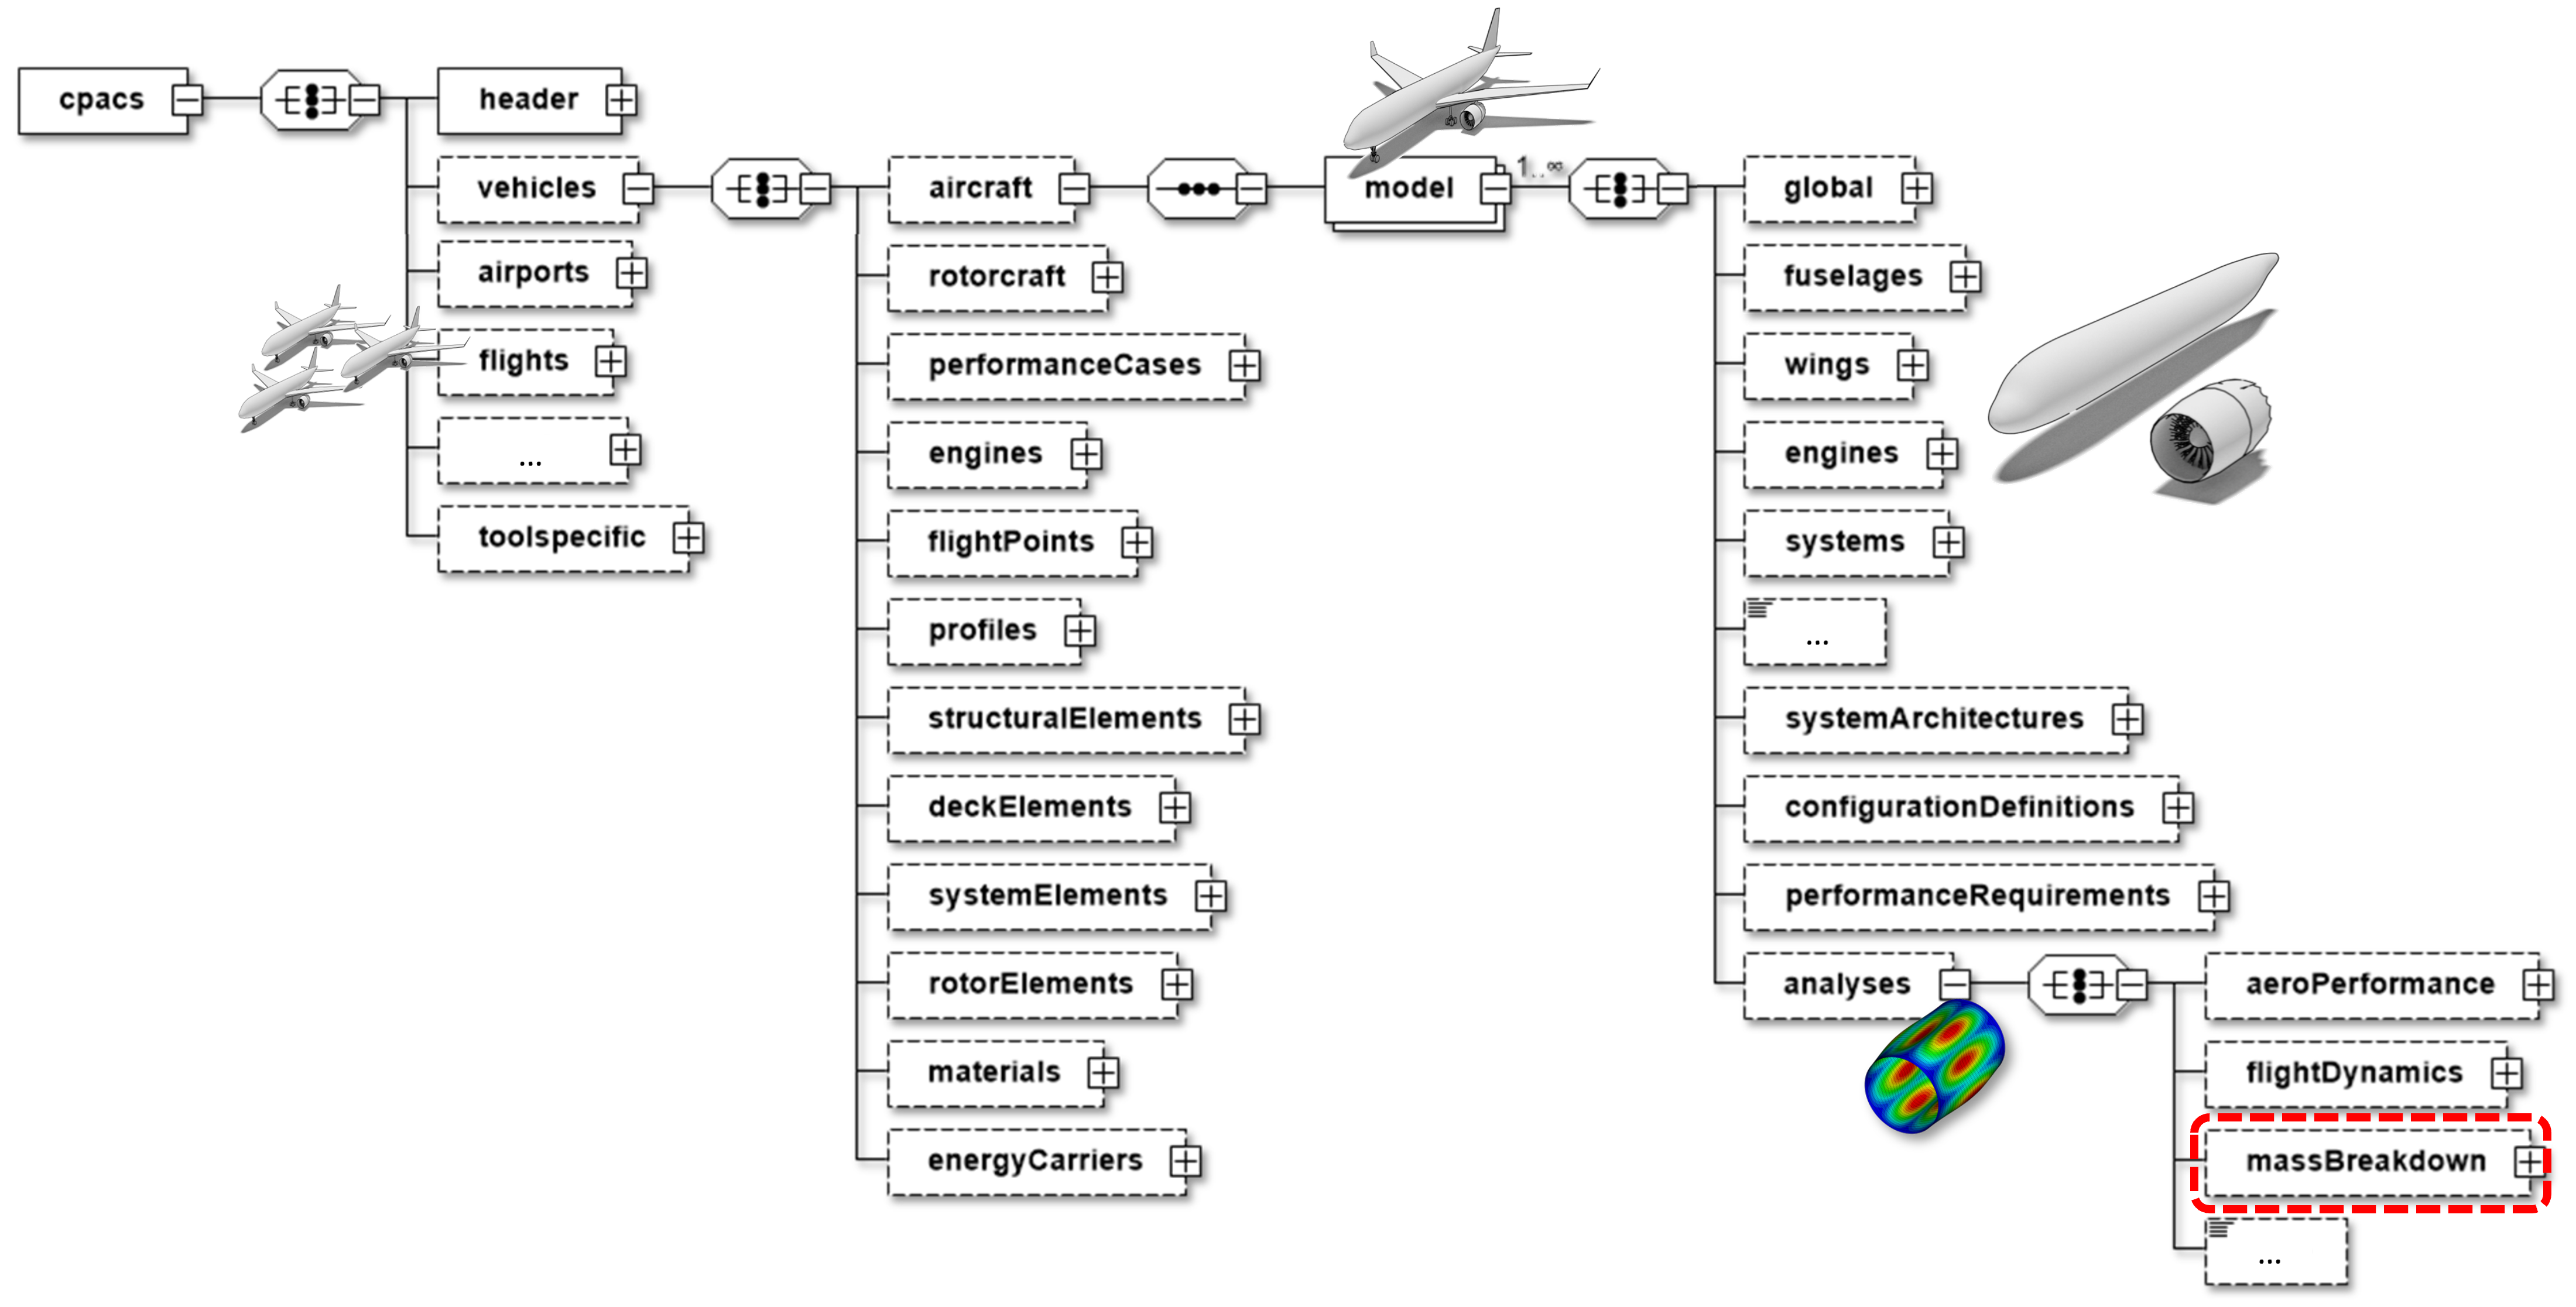 cpacs
header
vehicles
airports
flights
...
toolspecific
aircraft
rotorcraft
performanceCases
engines
flightPoints
profiles
structuralElements
deckElements
systemElements
rotorElements
materials
energyCarriers
model
1..∞
global
fuselages
wings
engines
systems
...
systemArchitectures
configurationDefinitions
performanceRequirements
analyses
aeroPerformance
flightDynamics
massBreakdown
...